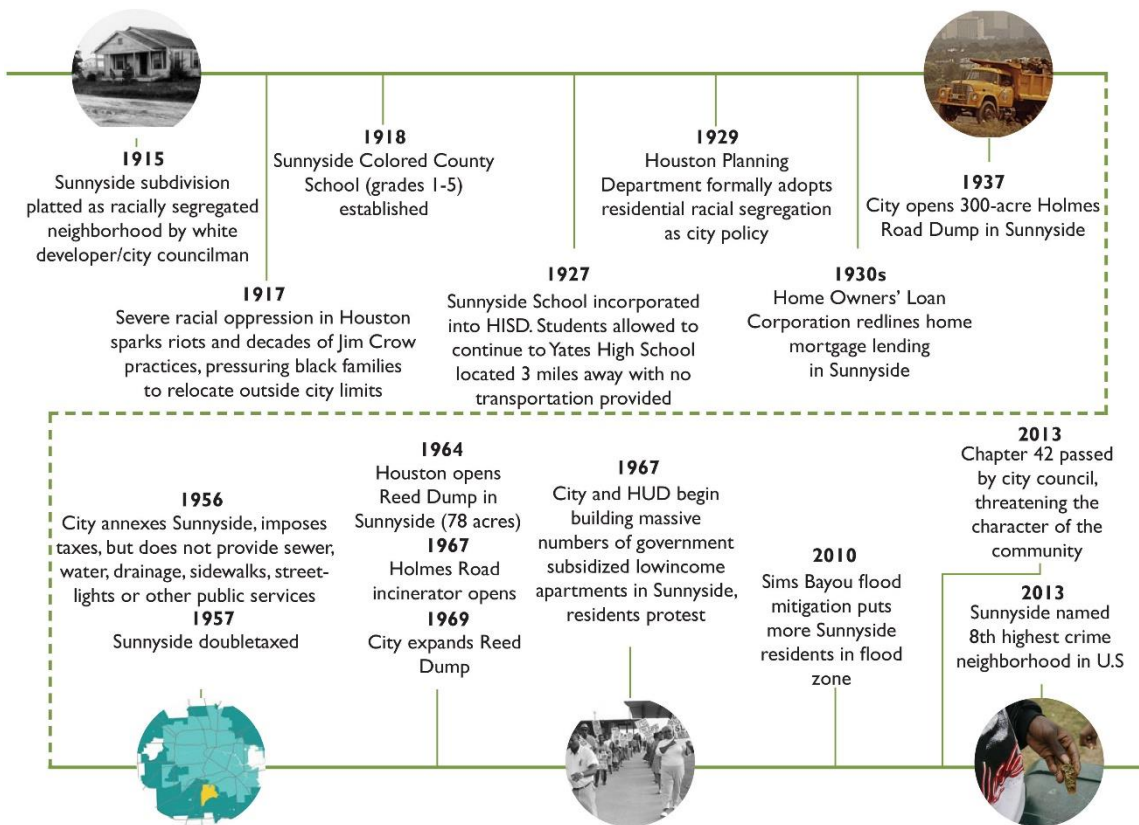 1915
Sunnyside subdivision
platted as racially segregated
neighborhood by white
developer/city councilman
1917
Severe racial oppression in Houston
sparks riots and decades of Jim Crow
practices, pressuring black families
to relocate outside city limits
1918
Sunnyside Colored County
School (grades 1-5)
established
1927
Sunnyside School incorporated
into HISD. Students allowed to
continue to Yates High School
located 3 miles away with no
transportation provided
1929
Houston Planning
Department formally adopts
residential racial segregation
as city policy
1930s
Home Owners' Loan
Corporation redlines home
mortgage lending
in Sunnyside
1937
City opens 300-acre Holmes
Road Dump in Sunnyside
1956
City annexes Sunnyside, imposes
taxes, but does not provide sewer,
water, drainage, sidewalks, street-
lights or other public services
1957
Sunnyside doubletaxed
1964
Houston opens
Reed Dump in
Sunnyside (78 acres)
1967
Holmes Road
incinerator opens
1969
City expands Reed
Dump
1967
City and HUD begin
building massive
numbers of government
subsidized lowincome
apartments in Sunnyside,
residents protest
2010
Sims Bayou flood
mitigation puts
more Sunnyside
residents in flood
zone
2013
Chapter 42 passed
by city council,
threatening the
character of the
community
2013
Sunnyside named
8th highest crime
neighborhood in U.S